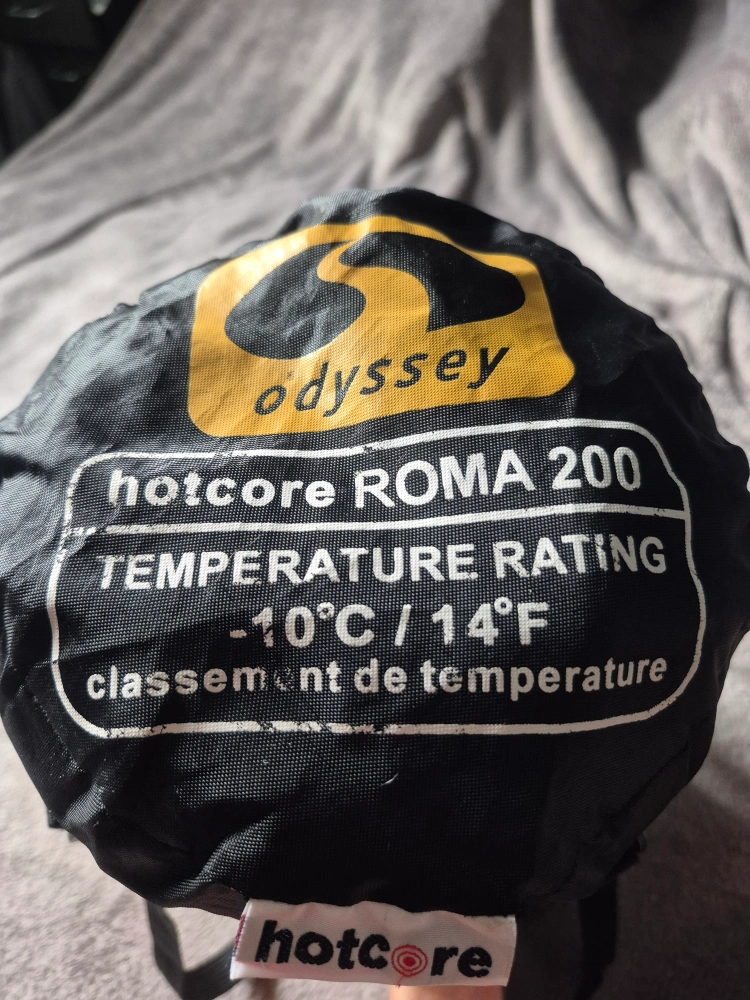 odyssey
hotcore ROMA 200
TEMPERATURE RATING
-10°C / 14°F
classement de temperature
hotcore